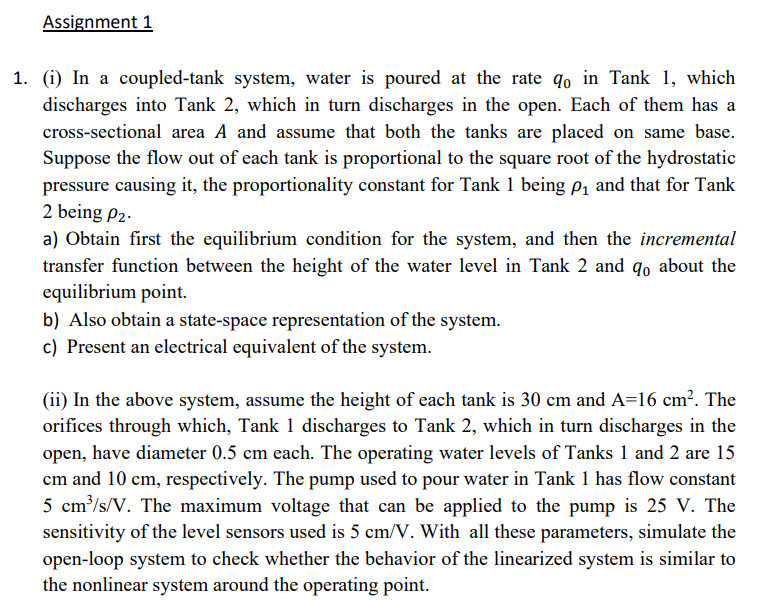 Assignment 1
1. (i) In a coupled-tank system, water is poured at the rate q₀ in Tank 1, which
discharges into Tank 2, which in turn discharges in the open. Each of them has a
cross-sectional area A and assume that both the tanks are placed on same base.
Suppose the flow out of each tank is proportional to the square root of the hydrostatic
pressure causing it, the proportionality constant for Tank 1 being ρ₁ and that for Tank
2 being ρ₂.
a) Obtain first the equilibrium condition for the system, and then the incremental
transfer function between the height of the water level in Tank 2 and q₀ about the
equilibrium point.
b) Also obtain a state-space representation of the system.
c) Present an electrical equivalent of the system.
(ii) In the above system, assume the height of each tank is 30 cm and A=16 cm². The
orifices through which, Tank 1 discharges to Tank 2, which in turn discharges in the
open, have diameter 0.5 cm each. The operating water levels of Tanks 1 and 2 are 15
cm and 10 cm, respectively. The pump used to pour water in Tank 1 has flow constant
5 cm³/s/V. The maximum voltage that can be applied to the pump is 25 V. The
sensitivity of the level sensors used is 5 cm/V. With all these parameters, simulate the
open-loop system to check whether the behavior of the linearized system is similar to
the nonlinear system around the operating point.